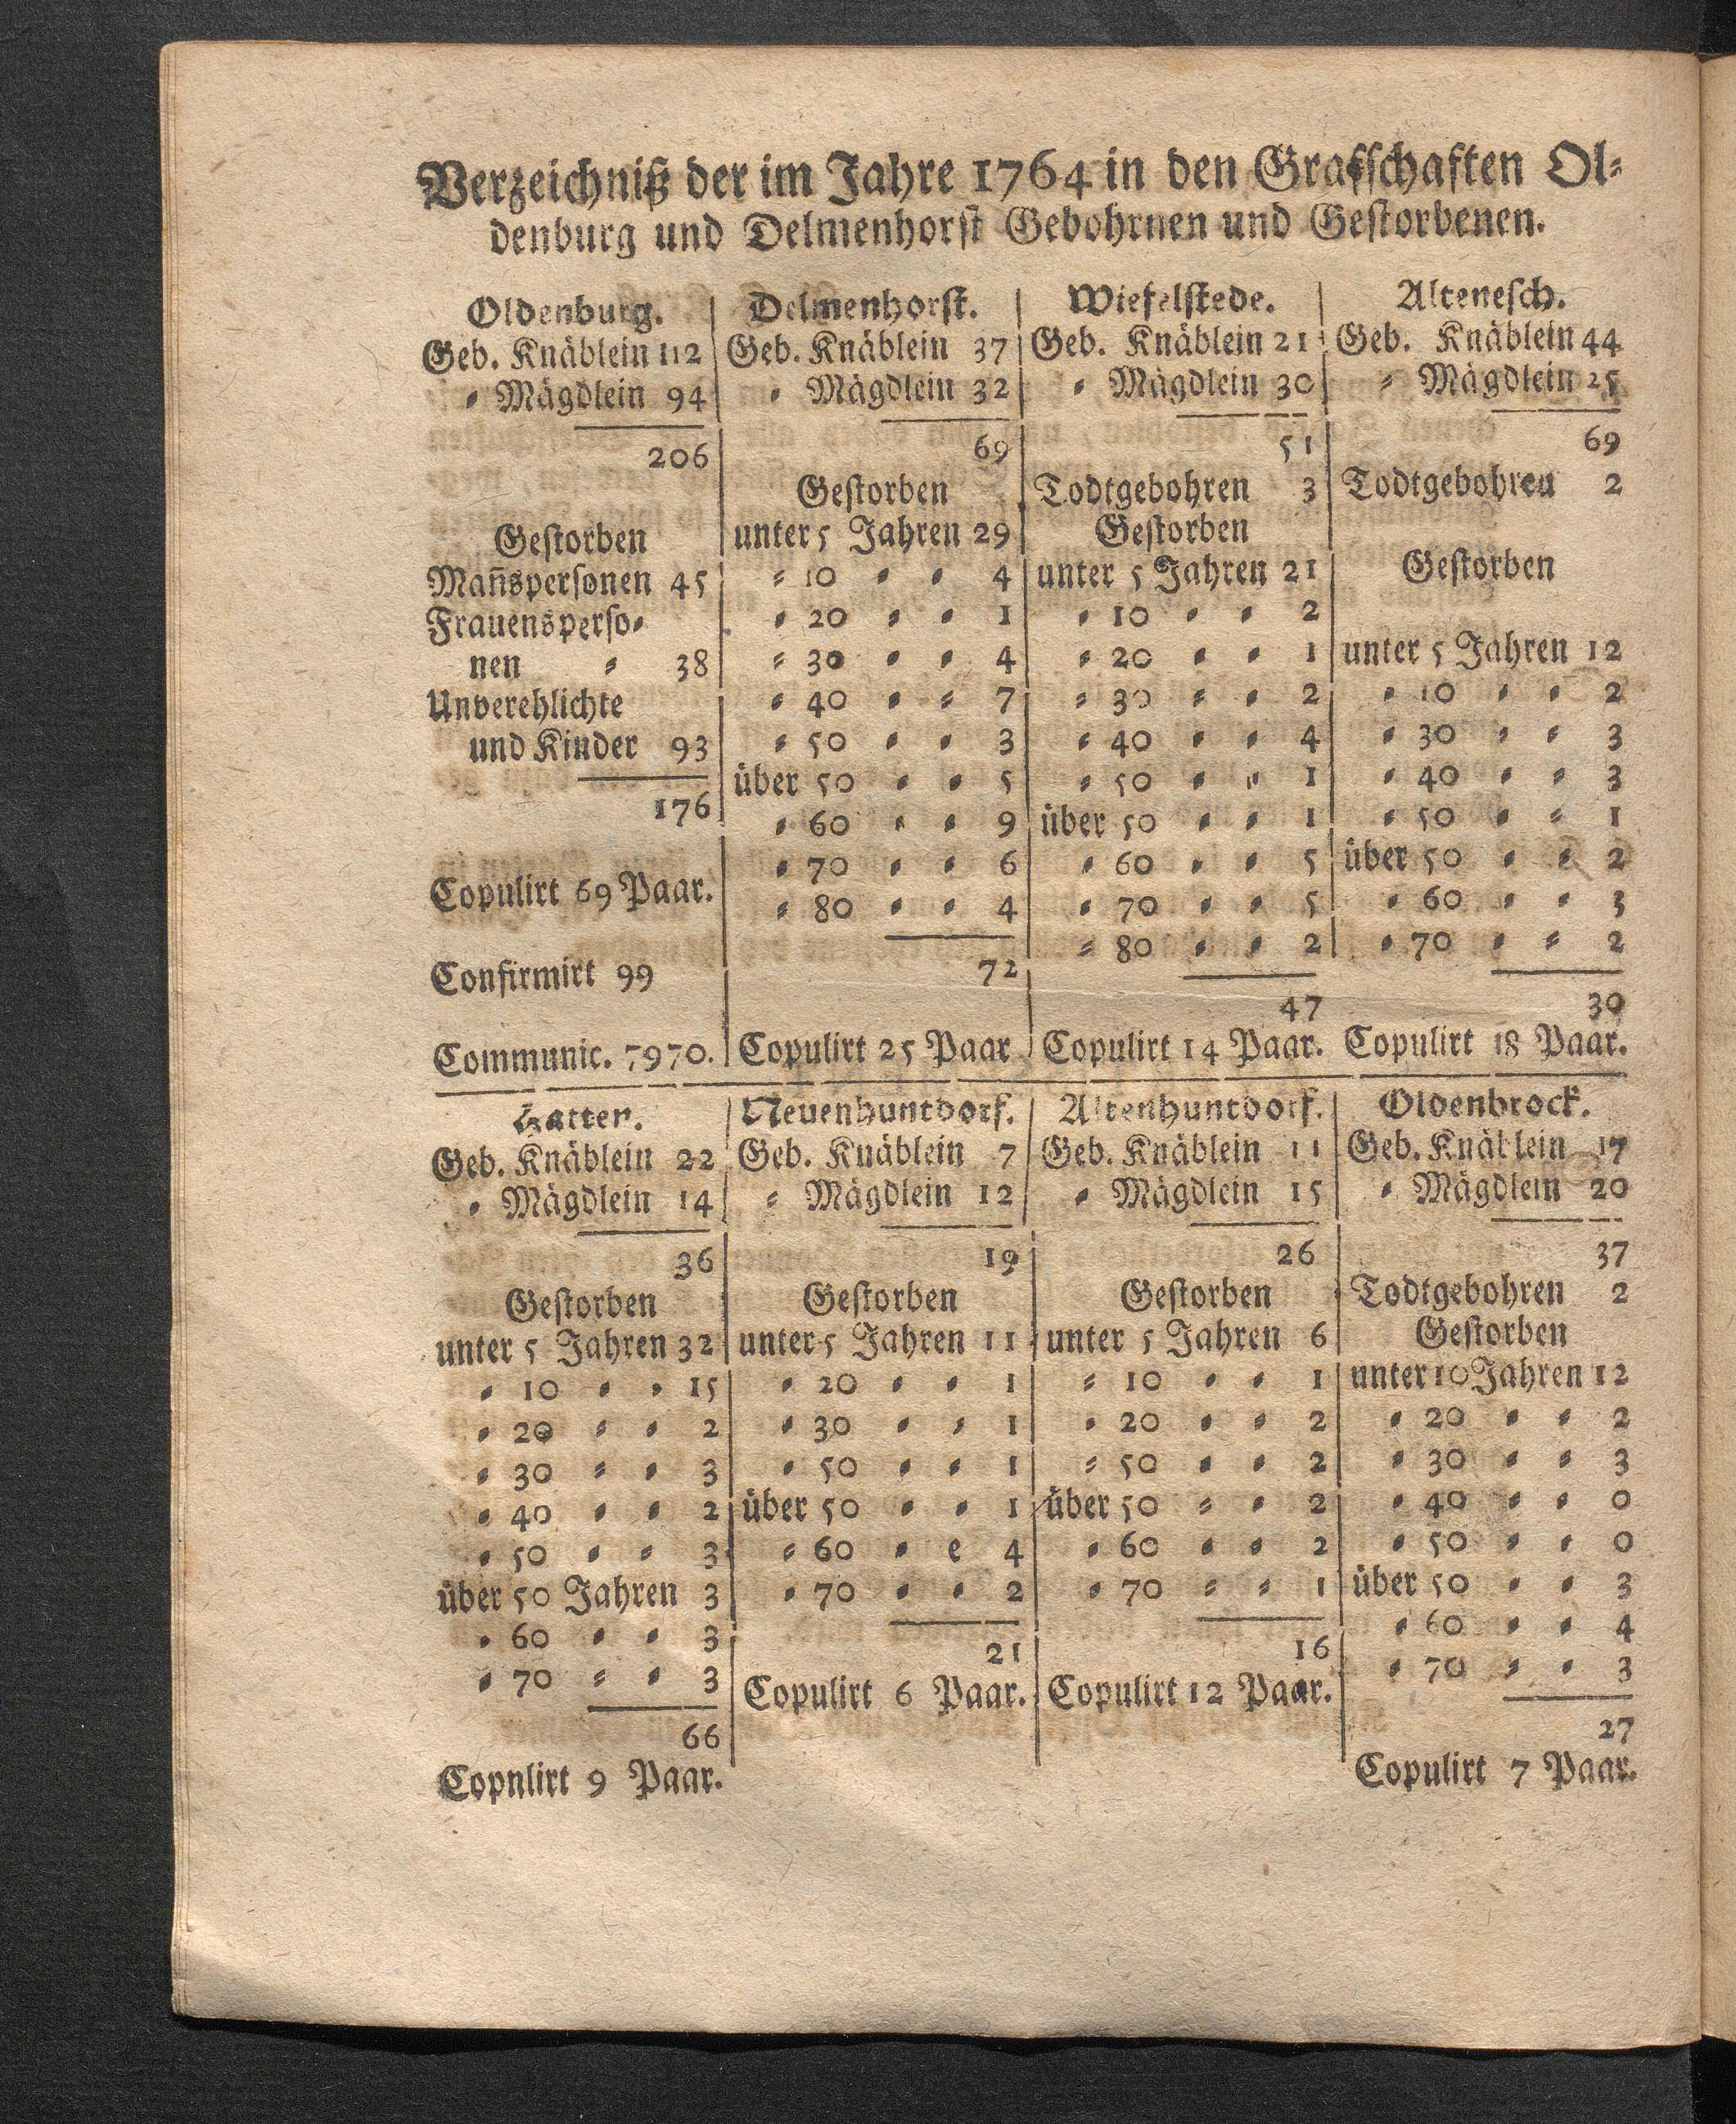 Verzeichniß der im Jahre 1764 in den Grafschaften Ol⸗
denburg und Delmenhorst Gebohrnen und Gestorbenen.
Oldenburg.
Geb. Knäblein 112
⸗ Mägdlein 94
206
Gestorben
Mañspersonen 45
Frauensperso⸗
nen ⸗ 38
Unverehlichte
und Kinder 93
176
Copulirt 69 Paar.
Confirmirt 99
Communic. 7970.
Delmenhorst.
Geb. Knäblein 37
⸗ Mägdlein 32
69
Gestorben
unter 5 Jahren 29
⸗ 10 ⸗ ⸗ 4
⸗ 20 ⸗ ⸗ 1
⸗ 30 ⸗ ⸗ 4
⸗ 40 ⸗ ⸗ 7
⸗ 50 ⸗ ⸗ 3
über 50 ⸗ ⸗ 5
⸗ 60 ⸗ ⸗ 9
⸗ 70 ⸗ ⸗ 6
⸗ 80 ⸗ ⸗ 4
72
Copulirt 25 Paar
Wiefelstede.
Geb. Knäblein 21
⸗ Mägdlein 30
51
Todtgebohren 3
Gestorben
unter 5 Jahren 21
⸗ 10 ⸗ ⸗ 2
⸗ 20 ⸗ ⸗ 1
⸗ 30 ⸗ ⸗ 2
⸗ 40 ⸗ ⸗ 4
⸗ 50 ⸗ ⸗ 1
über 50 ⸗ ⸗ 1
⸗ 60 ⸗ ⸗ 5
⸗ 70 ⸗ ⸗ 5
⸗ 80 ⸗ ⸗ 2
47
Copulirt 14 Paar.
Altenesch.
Geb. Knäblein 44
⸗ Mägdlein 25
69
Todtgebohren 2
Gestorben
unter 5 Jahren 12
⸗ 10 ⸗ ⸗ 2
⸗ 30 ⸗ ⸗ 3
⸗ 40 ⸗ ⸗ 3
⸗ 50 ⸗ ⸗ 1
über 50 ⸗ ⸗ 2
⸗ 60 ⸗ ⸗ 3
⸗ 70 ⸗ ⸗ 2
30
Copulirt 18 Paar.
Hatten.
Geb. Knäblein 22
⸗ Mägdlein 14
36
Gestorben
unter 5 Jahren 32
⸗ 10 ⸗ ⸗ 15
⸗ 20 ⸗ ⸗ 2
⸗ 30 ⸗ ⸗ 3
⸗ 40 ⸗ ⸗ 2
⸗ 50 ⸗ ⸗ 3
über 50 Jahren 3
⸗ 60 ⸗ ⸗ 3
⸗ 70 ⸗ ⸗ 3
66
Copnlirt 9 Paar.
Neuenhuntdorf.
Geb. Knäblein 7
⸗ Mägdlein 12
19
Gestorben
unter 5 Jahren 11
⸗ 20 ⸗ ⸗ 1
⸗ 30 ⸗ ⸗ 1
⸗ 50 ⸗ ⸗ 1
über 50 ⸗ ⸗ 1
⸗ 60 ⸗ e 4
⸗ 70 ⸗ ⸗ 2
21
Copulirt 6 Paar.
Altenhuntdorf.
Geb. Knäblein 11
⸗ Mägdlein 15
26
Gestorben
unter 5 Jahren 6
⸗ 10 ⸗ ⸗ 1
⸗ 20 ⸗ ⸗ 2
⸗ 50 ⸗ ⸗ 2
über 50 ⸗ ⸗ 2
⸗ 60 ⸗ ⸗ 2
⸗ 70 ⸗ ⸗ 1
16
Copulirt 12 Paar.
Oldenbrock.
Geb. Knäblein 17
⸗ Mägdlein 20
37
Todtgebohren 2
Gestorben
unter 10 Jahren 12
⸗ 20 ⸗ ⸗ 2
⸗ 30 ⸗ ⸗ 3
⸗ 40 ⸗ ⸗ 0
⸗ 50 ⸗ ⸗ 0
über 50 ⸗ ⸗ 3
⸗ 60 ⸗ ⸗ 4
⸗ 70 ⸗ ⸗ 3
27
Copulirt 7 Paar.